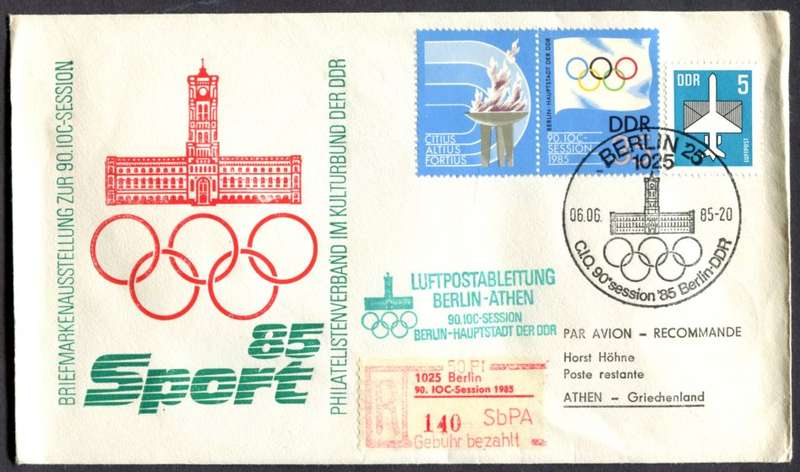 BRIEFMARKENAUSSTELLUNG ZUR 90.IOC-SESSION
85
Sport
PHILATELISTENVERBAND IM KULTURBUND DER DDR
CITIUS
ALTIUS
FORTIUS
BERLIN-HAUPTSTADT DER DDR
90.IOC-
SESSION
1985
DDR
DDR
5
LUFTPOST
BERLIN 25
1025
06.06.
85-20
C.I.O. 90e session '85 Berlin-DDR
LUFTPOSTABLEITUNG
BERLIN-ATHEN
90.IOC-SESSION
BERLIN-HAUPTSTADT DER DDR
50 Pf
1025 Berlin
90. IOC-Session 1985
R
140
SbPA
Gebühr bezahlt
PAR AVION - RECOMMANDE
Horst Höhne
Poste restante
ATHEN - Griechenland